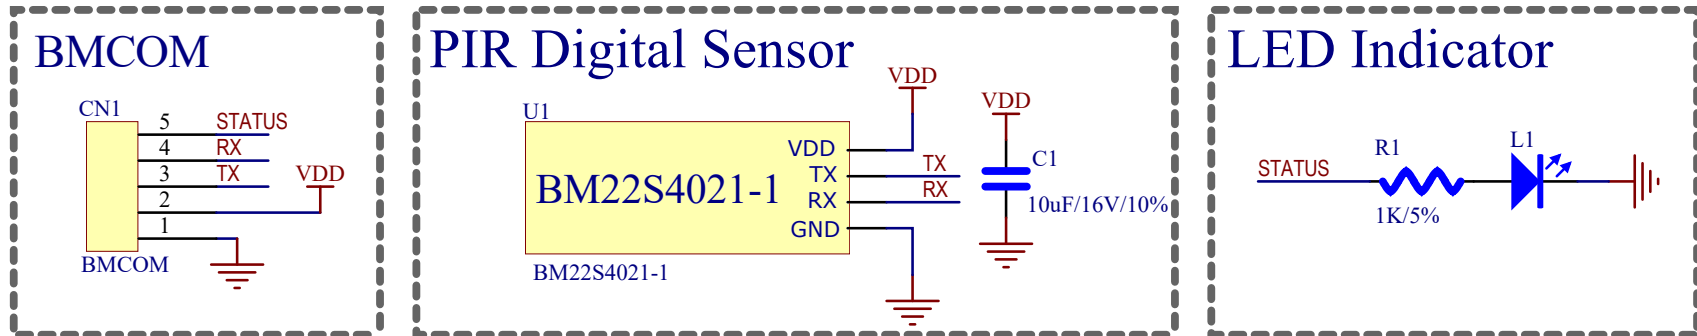 BMCOM
CN1
5 STATUS
4 RX
3 TX
VDD
2
1
BMCOM
PIR Digital Sensor
VDD
U1
VDD
VDD
TX TX
BM22S4021-1
RX RX
GND
C1
10uF/16V/10%
BM22S4021-1
LED Indicator
STATUS
R1
1K/5%
L1